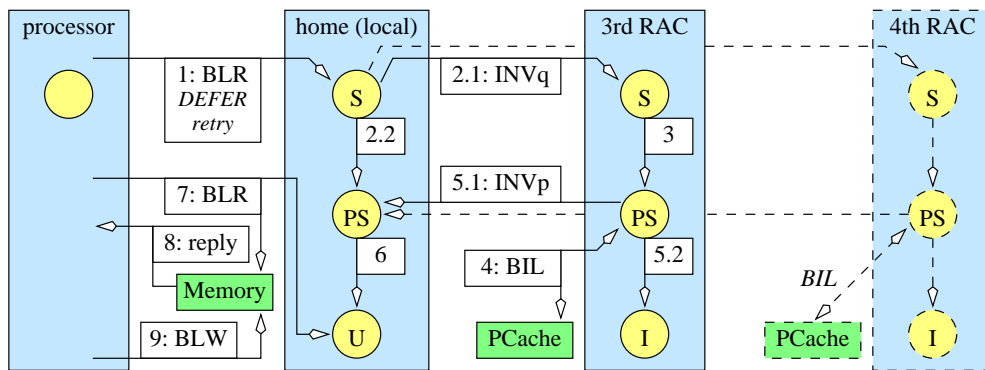 processor
home (local)
3rd RAC
4th RAC
1: BLR
DEFER
retry
S
2.1: INVq
S
S
2.2
3
7: BLR
5.1: INVp
PS
PS
PS
8: reply
6
4: BIL
5.2
BIL
Memory
9: BLW
U
PCache
I
PCache
I